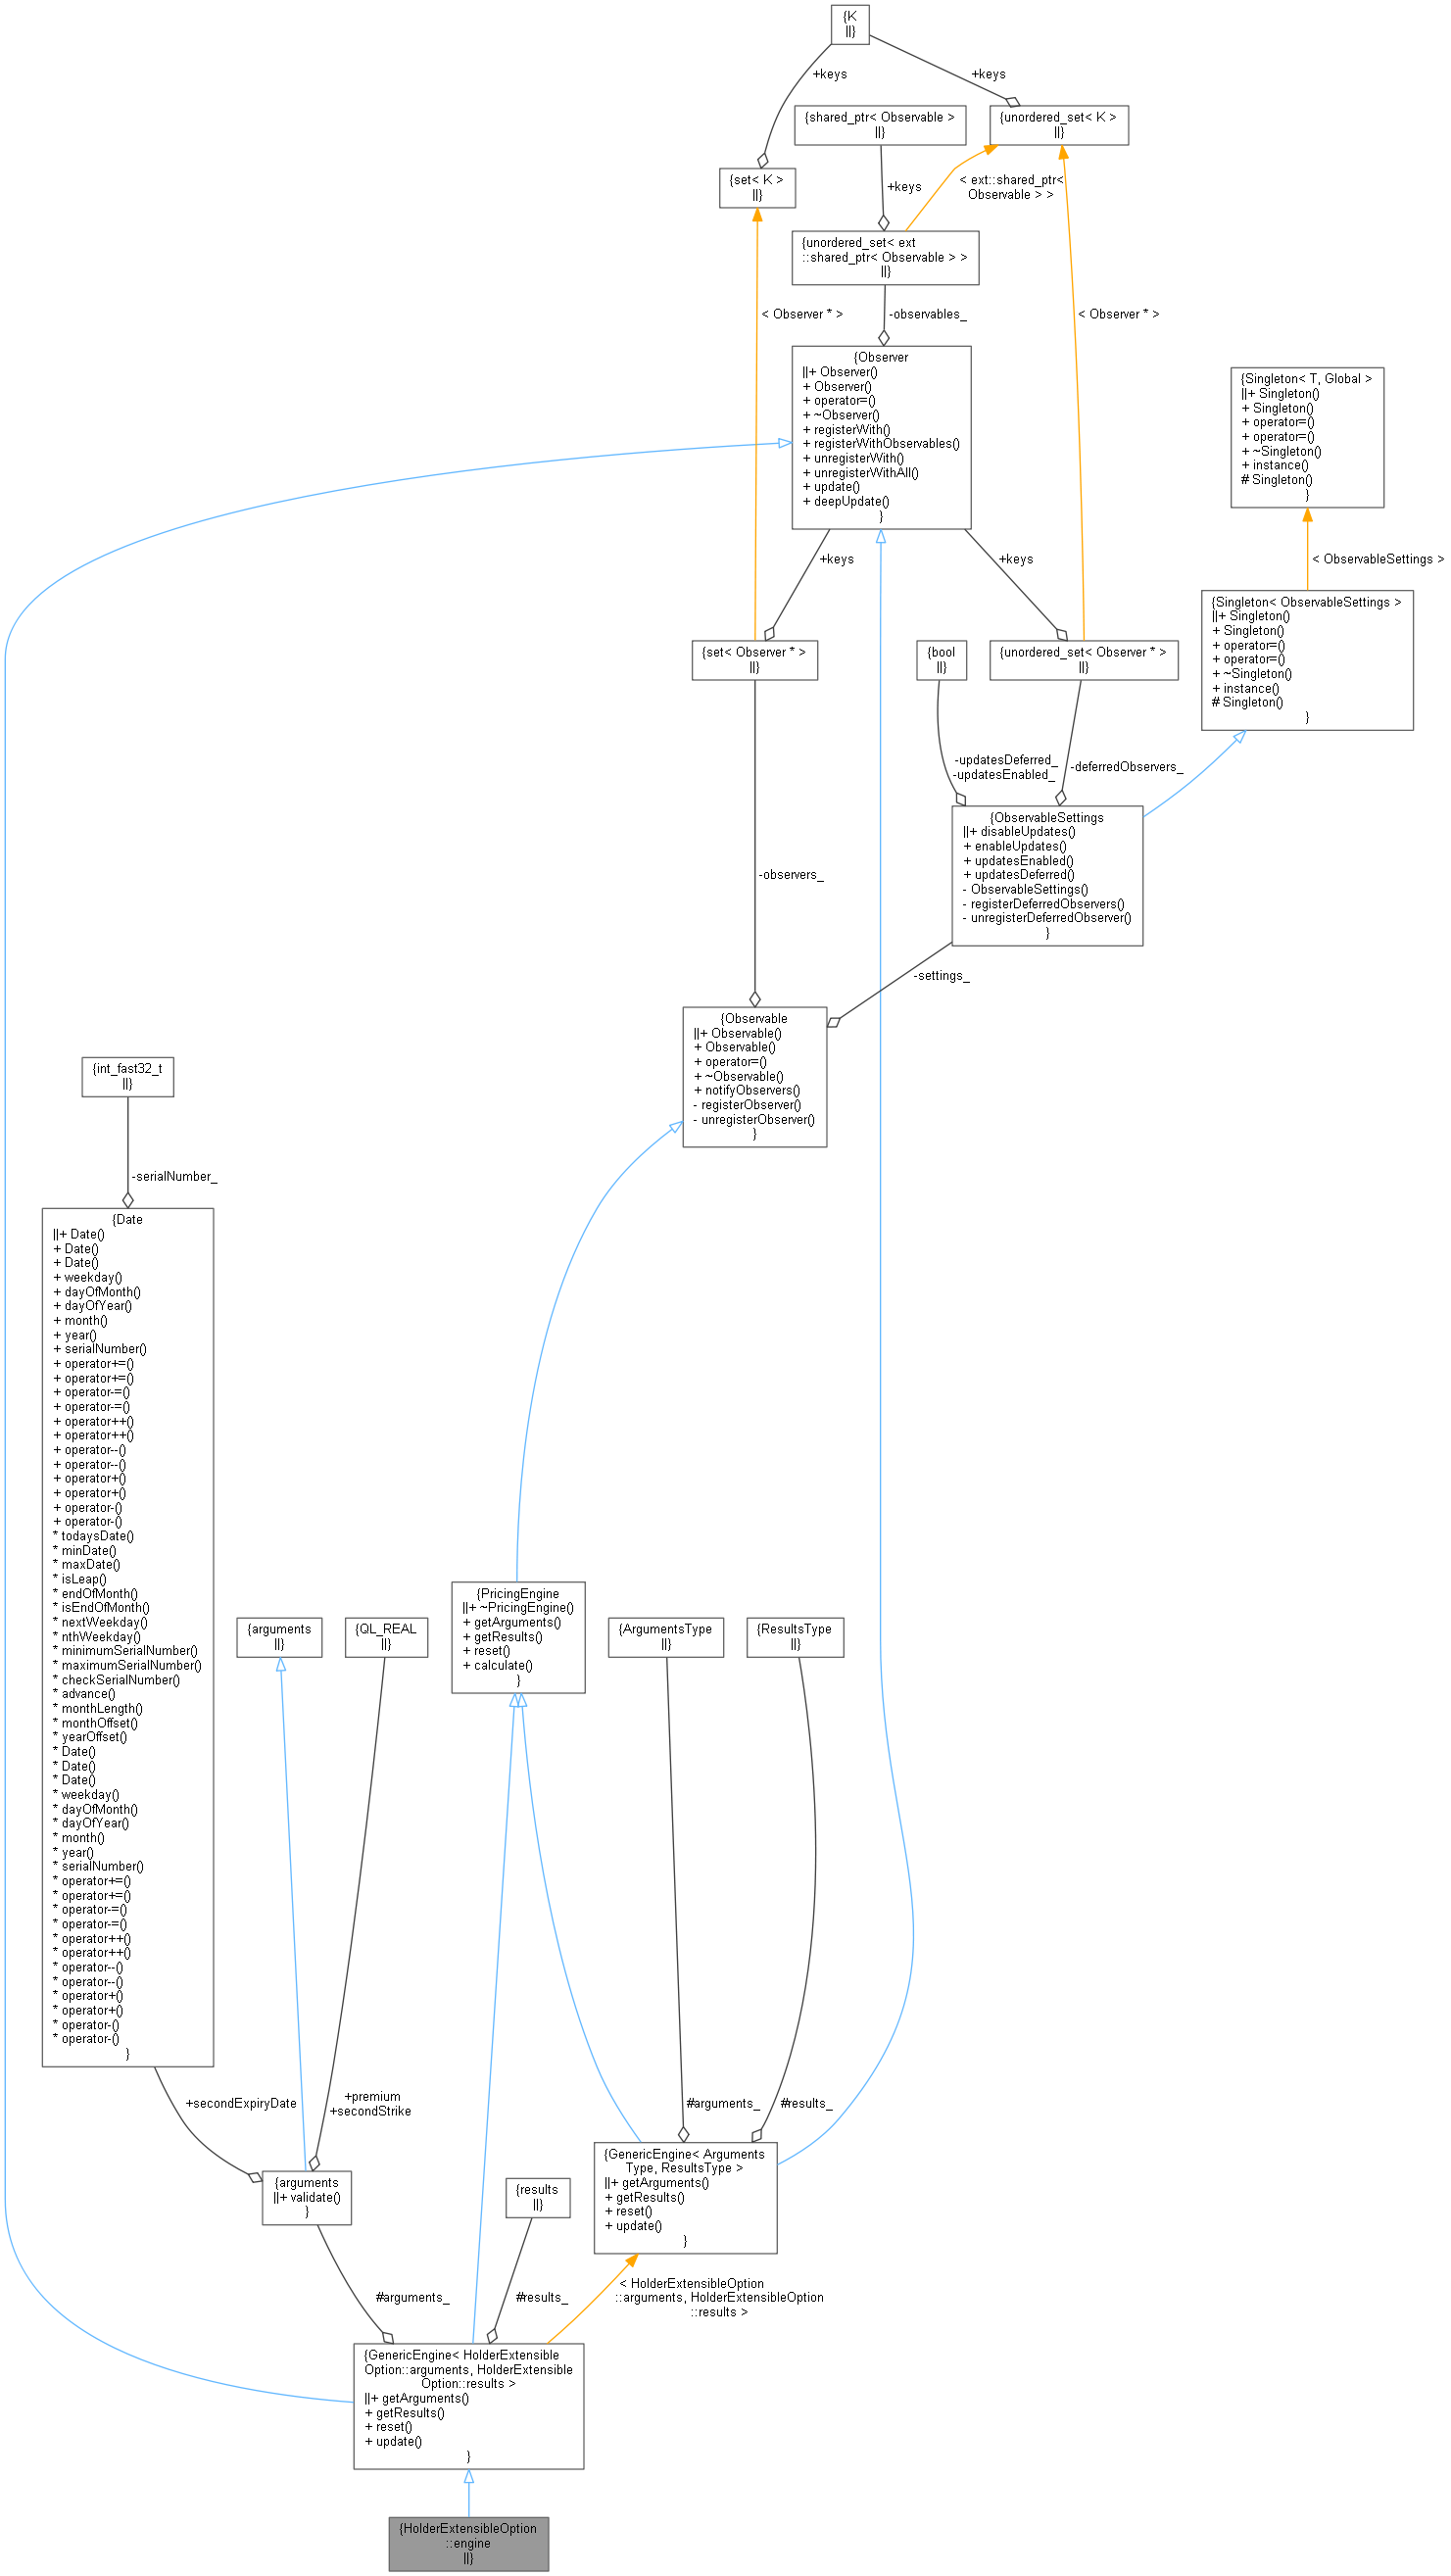 {K
||}
+keys
+keys
{shared_ptr< Observable >
||}
{unordered_set< K >
||}
{set< K >
||}
+keys
< ext::shared_ptr<
Observable > >
{unordered_set< ext
::shared_ptr< Observable > >
||}
< Observer * >
-observables_
< Observer * >
{Observer
||+ Observer()
+ Observer()
+ operator=()
+ ~Observer()
+ registerWith()
+ registerWithObservables()
+ unregisterWith()
+ unregisterWithAll()
+ update()
+ deepUpdate()
}
{Singleton< T, Global >
||+ Singleton()
+ Singleton()
+ operator=()
+ operator=()
+ ~Singleton()
+ instance()
# Singleton()
}
+keys
+keys
< ObservableSettings >
{Singleton< ObservableSettings >
||+ Singleton()
+ Singleton()
+ operator=()
+ operator=()
+ ~Singleton()
+ instance()
# Singleton()
}
{set< Observer * >
||}
{bool
||}
{unordered_set< Observer * >
||}
-updatesDeferred_
-updatesEnabled_
-deferredObservers_
{ObservableSettings
||+ disableUpdates()
+ enableUpdates()
+ updatesEnabled()
+ updatesDeferred()
- ObservableSettings()
- registerDeferredObservers()
- unregisterDeferredObserver()
}
-observers_
-settings_
{Observable
||+ Observable()
+ Observable()
+ operator=()
+ ~Observable()
+ notifyObservers()
- registerObserver()
- unregisterObserver()
}
{int_fast32_t
||}
-serialNumber_
{Date
||+ Date()
+ Date()
+ Date()
+ weekday()
+ dayOfMonth()
+ dayOfYear()
+ month()
+ year()
+ serialNumber()
+ operator+=()
+ operator+=()
+ operator-=()
+ operator-=()
+ operator++()
+ operator++()
+ operator--()
+ operator--()
+ operator+()
+ operator+()
+ operator-()
+ operator-()
* todaysDate()
* minDate()
* maxDate()
* isLeap()
* endOfMonth()
* isEndOfMonth()
* nextWeekday()
* nthWeekday()
* minimumSerialNumber()
* maximumSerialNumber()
* checkSerialNumber()
* advance()
* monthLength()
* monthOffset()
* yearOffset()
* Date()
* Date()
* Date()
* weekday()
* dayOfMonth()
* dayOfYear()
* month()
* year()
* serialNumber()
* operator+=()
* operator+=()
* operator-=()
* operator-=()
* operator++()
* operator++()
* operator--()
* operator--()
* operator+()
* operator+()
* operator-()
* operator-()
}
{arguments
||}
{QL_REAL
||}
{PricingEngine
||+ ~PricingEngine()
+ getArguments()
+ getResults()
+ reset()
+ calculate()
}
{ArgumentsType
||}
{ResultsType
||}
+secondExpiryDate
+premium
+secondStrike
#arguments_
#results_
{arguments
||+ validate()
}
{results
||}
{GenericEngine< Arguments
Type, ResultsType >
||+ getArguments()
+ getResults()
+ reset()
+ update()
}
#arguments_
#results_
< HolderExtensibleOption
::arguments, HolderExtensibleOption
::results >
{GenericEngine< HolderExtensible
Option::arguments, HolderExtensible
Option::results >
||+ getArguments()
+ getResults()
+ reset()
+ update()
}
{HolderExtensibleOption
::engine
||}